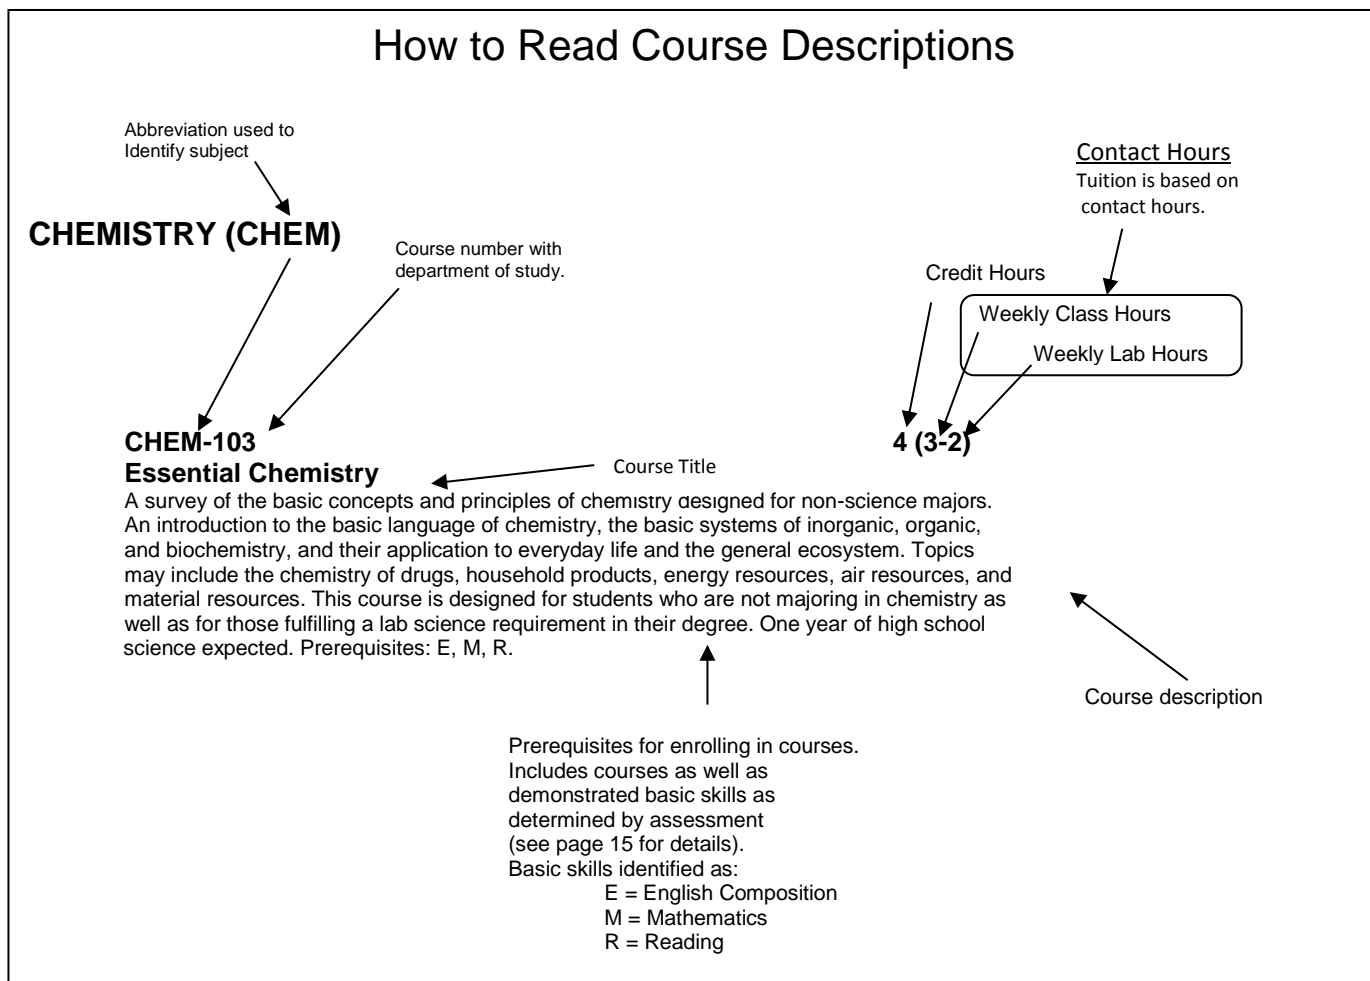 How to Read Course Descriptions
Abbreviation used to
Identify subject
CHEMISTRY (CHEM)
Course number with
department of study.
Contact Hours
Tuition is based on
contact hours.
Credit Hours
Weekly Class Hours
Weekly Lab Hours
CHEM-103
4 (3-2)
Essential Chemistry
Course Title
A survey of the basic concepts and principles of chemistry designed for non-science majors.
An introduction to the basic language of chemistry, the basic systems of inorganic, organic,
and biochemistry, and their application to everyday life and the general ecosystem. Topics
may include the chemistry of drugs, household products, energy resources, air resources, and
material resources. This course is designed for students who are not majoring in chemistry as
well as for those fulfilling a lab science requirement in their degree. One year of high school
science expected. Prerequisites: E, M, R.
Course description
Prerequisites for enrolling in courses.
Includes courses as well as
demonstrated basic skills as
determined by assessment
(see page 15 for details).
Basic skills identified as:
E = English Composition
M = Mathematics
R = Reading